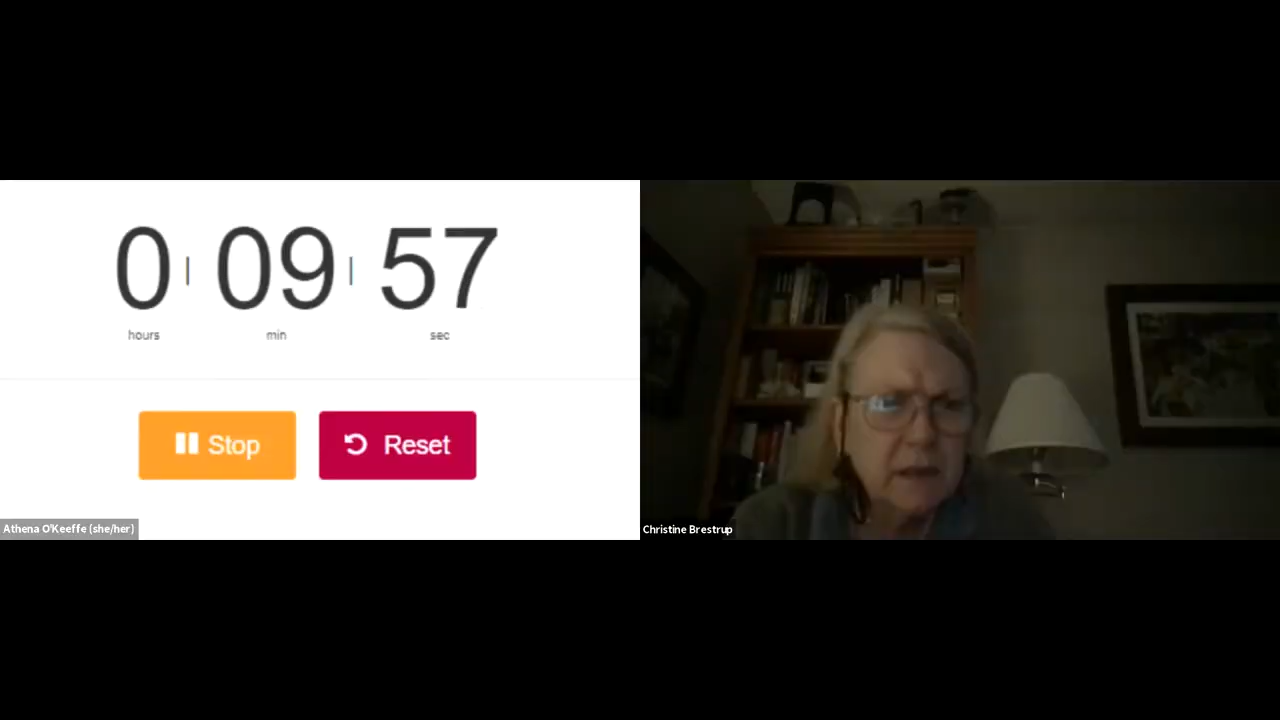 0 09 57
hours min sec
Stop Reset
Athena O'Keeffe (she/her)
Christine Brestrup